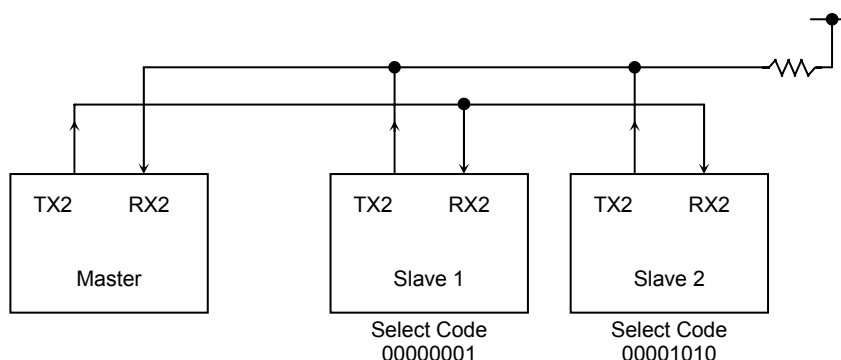 TX2 RX2 TX2 RX2 TX2 RX2
Master Slave 1 Slave 2
Select Code Select Code
00000001 00001010